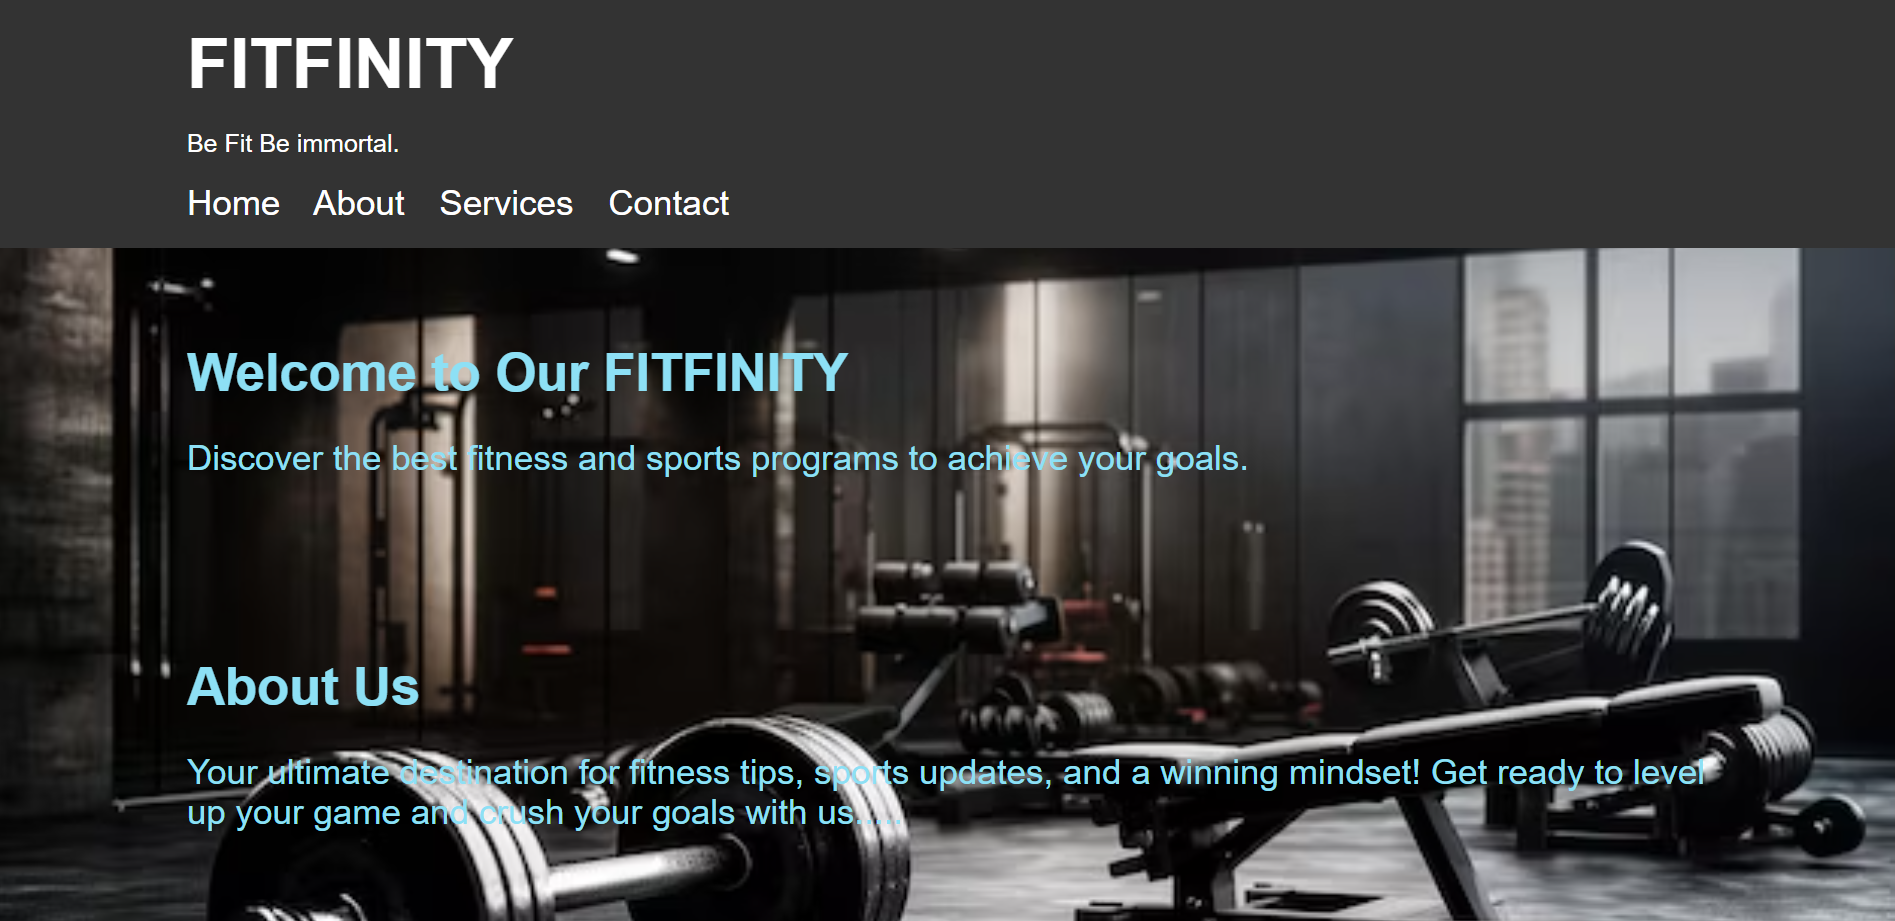 FITFINITY
Be Fit Be immortal.
Home About Services Contact
Welcome to Our FITFINITY
Discover the best fitness and sports programs to achieve your goals.
About Us
Your ultimate destination for fitness tips, sports updates, and a winning mindset! Get ready to level
up your game and crush your goals with us.....